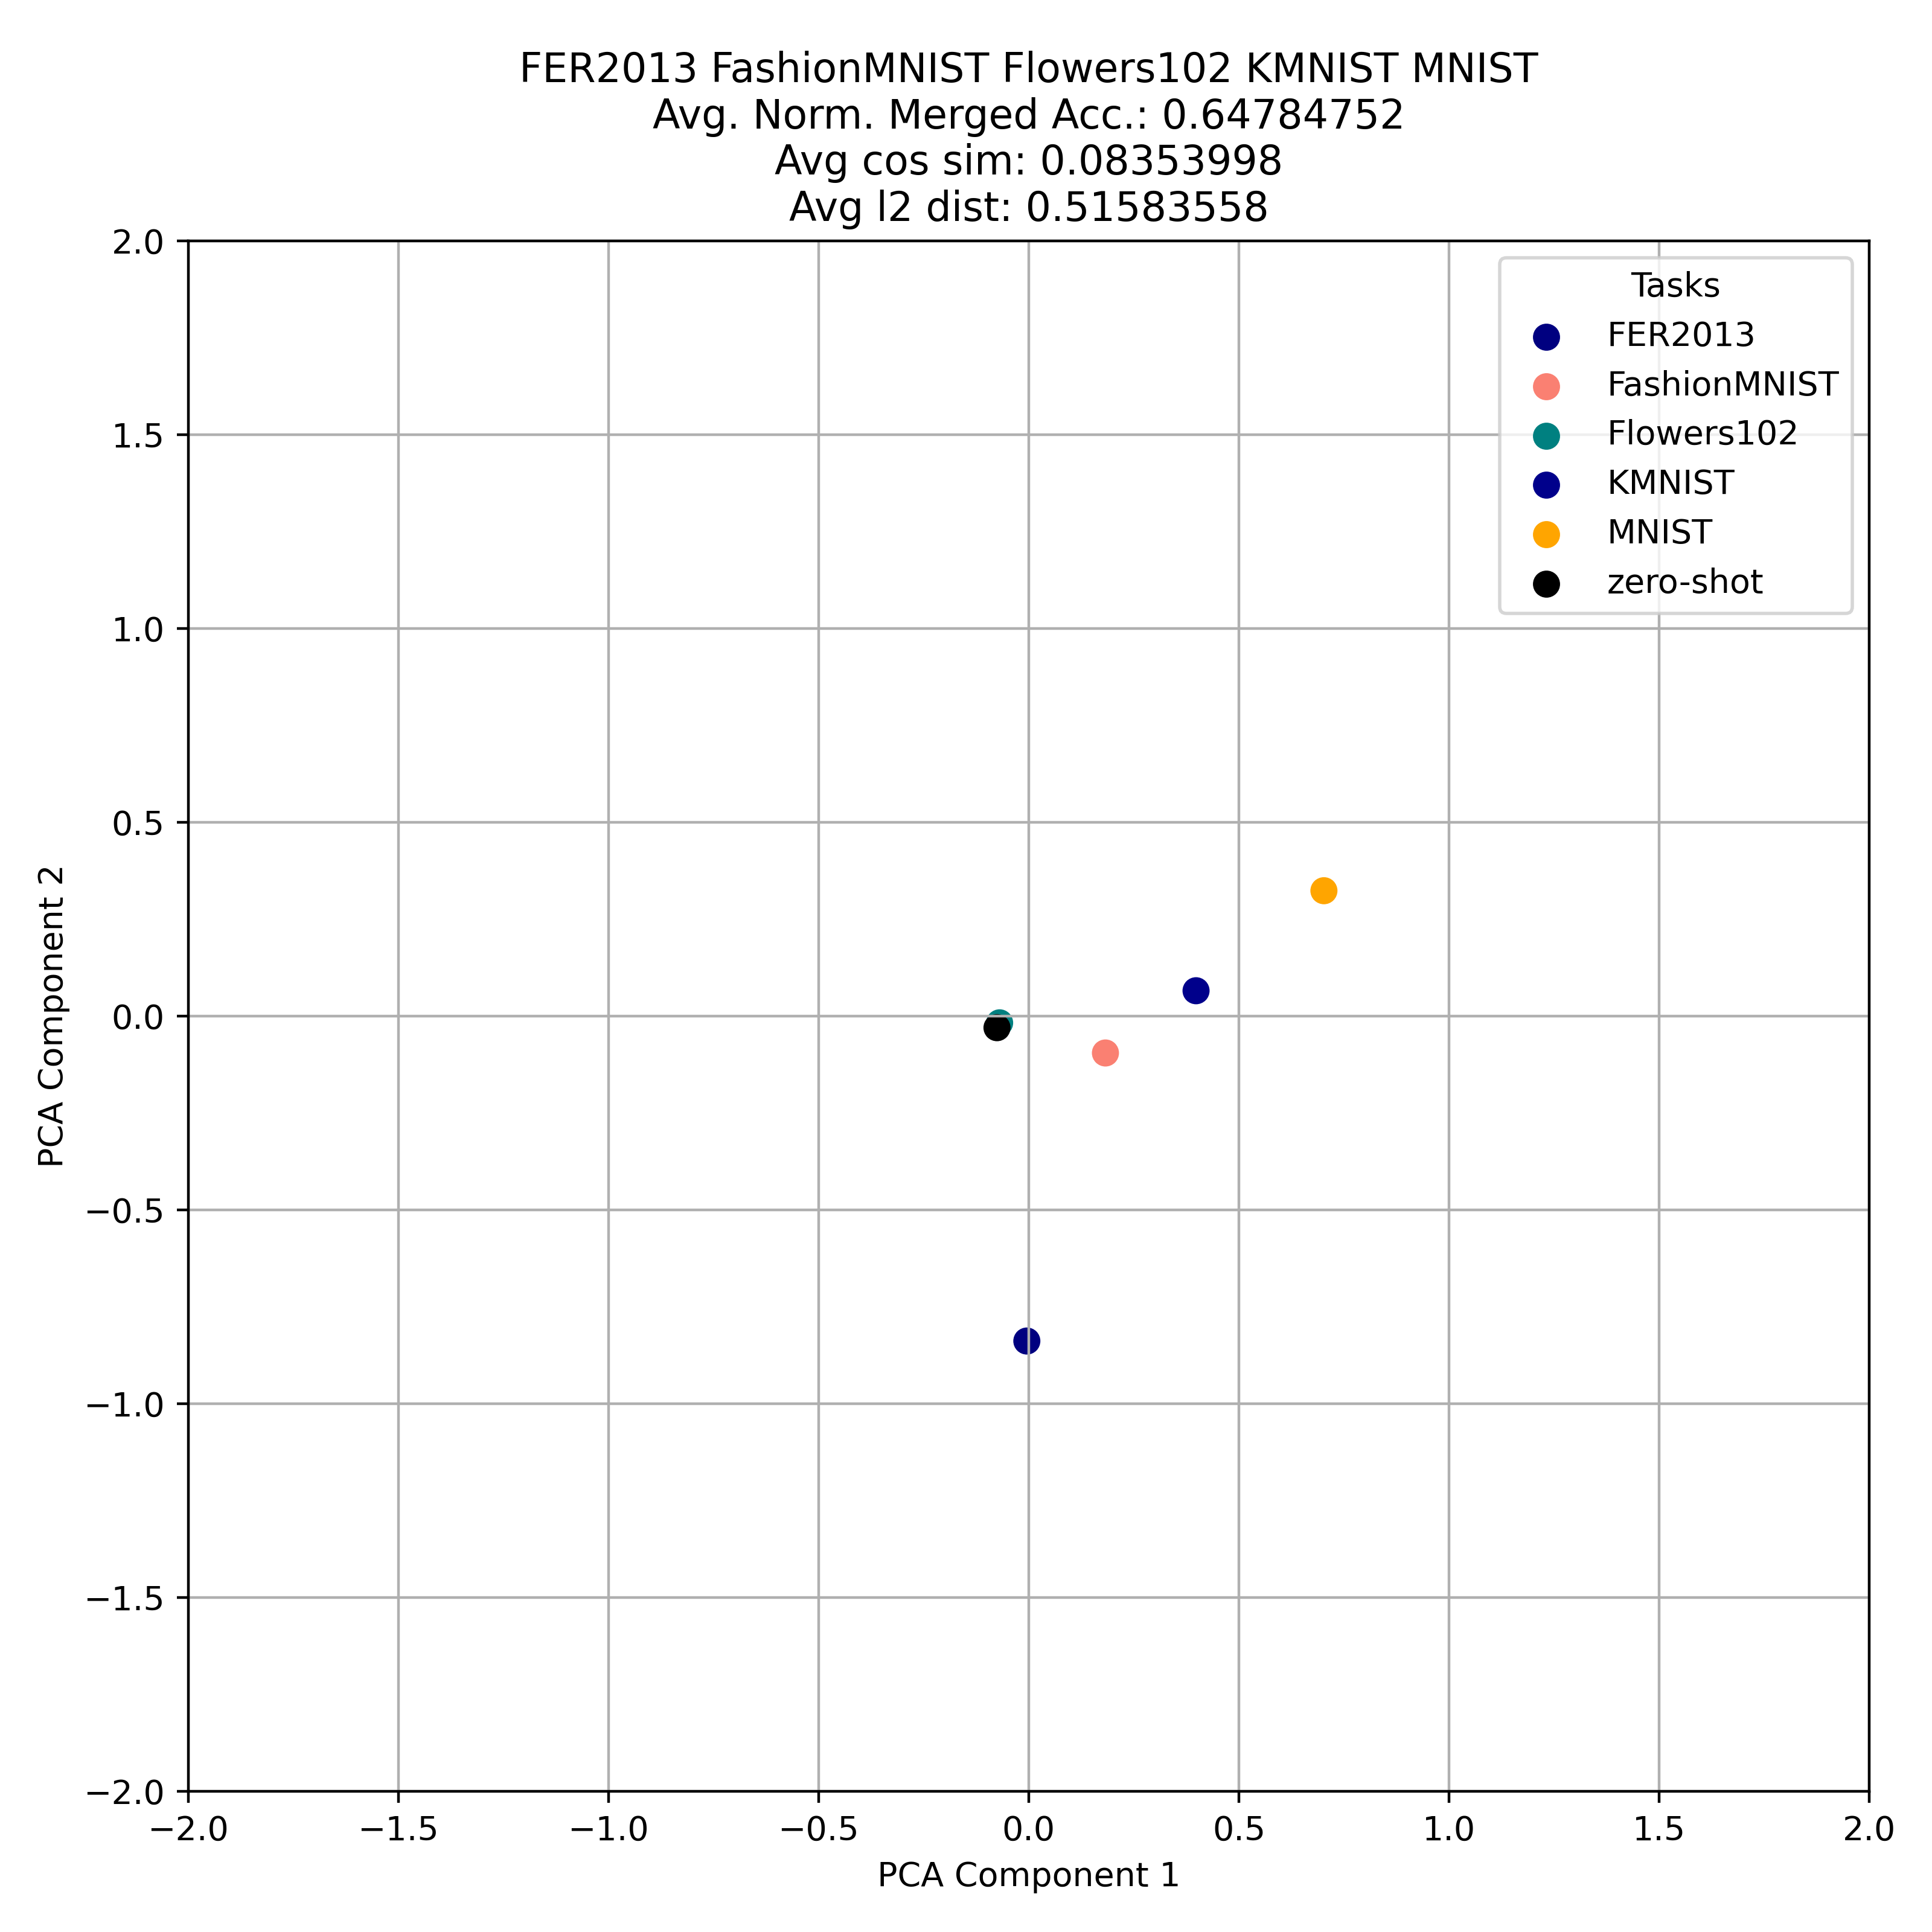 FER2013 FashionMNIST Flowers102 KMNIST MNIST
Avg. Norm. Merged Acc.: 0.64784752
Avg cos sim: 0.08353998
Avg l2 dist: 0.51583558
Tasks
FER2013
FashionMNIST
Flowers102
KMNIST
MNIST
zero-shot
2.0
1.5
1.0
0.5
0.0
−0.5
−1.0
−1.5
−2.0
PCA Component 2
−2.0 −1.5 −1.0 −0.5 0.0 0.5 1.0 1.5 2.0
PCA Component 1